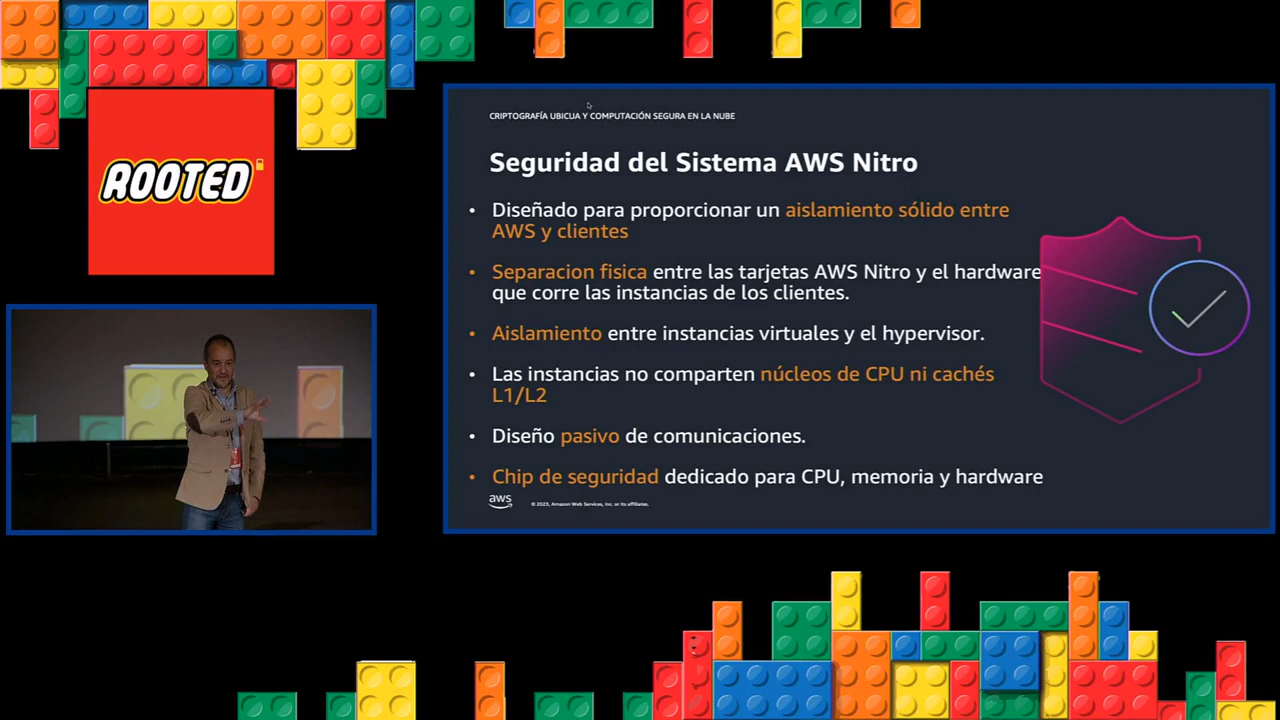 ROOTED
CRIPTOGRAFÍA UBICUA Y COMPUTACIÓN SEGURA EN LA NUBE
Seguridad del Sistema AWS Nitro
• Diseñado para proporcionar un aislamiento sólido entre
AWS y clientes
• Separacion fisica entre las tarjetas AWS Nitro y el hardware
que corre las instancias de los clientes.
• Aislamiento entre instancias virtuales y el hypervisor.
• Las instancias no comparten núcleos de CPU ni cachés
L1/L2
• Diseño pasivo de comunicaciones.
• Chip de seguridad dedicado para CPU, memoria y hardware
aws
© 2023, Amazon Web Services, Inc. or its affiliates.